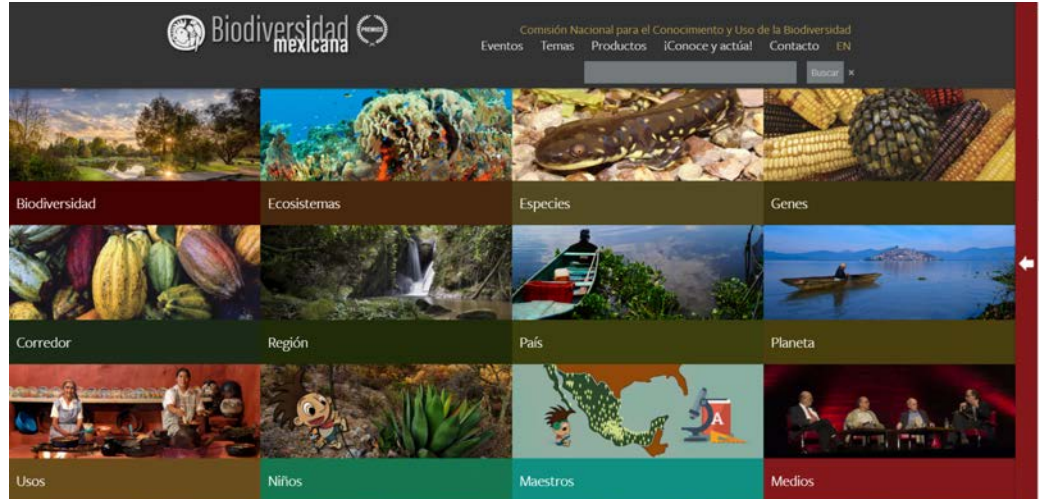 Biodiversidad
mexicana
PREMIOS
Comisión Nacional para el Conocimiento y Uso de la Biodiversidad
Eventos Temas Productos ¡Conoce y actúa! Contacto EN
Buscar ×
Biodiversidad Ecosistemas Especies Genes
Corredor Región País Planeta
A
Usos Niños Maestros Medios